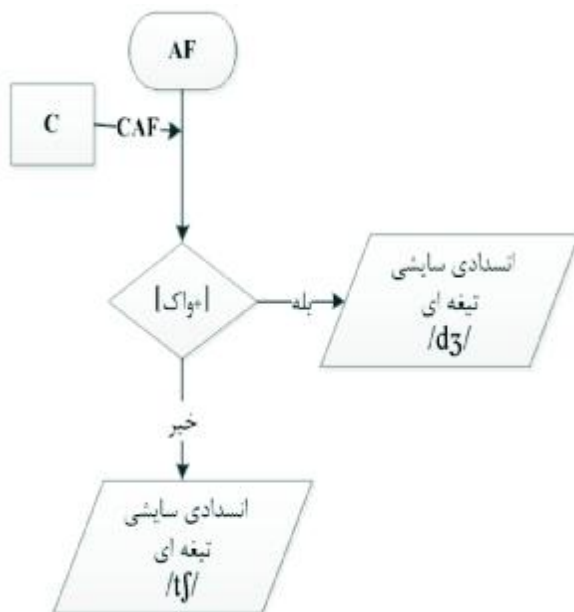 AF
C
CAF
|+واک|
بله
انسدادی سایشی
تیغه ای
/dʒ/
خیر
انسدادی سایشی
تیغه ای
/tʃ/